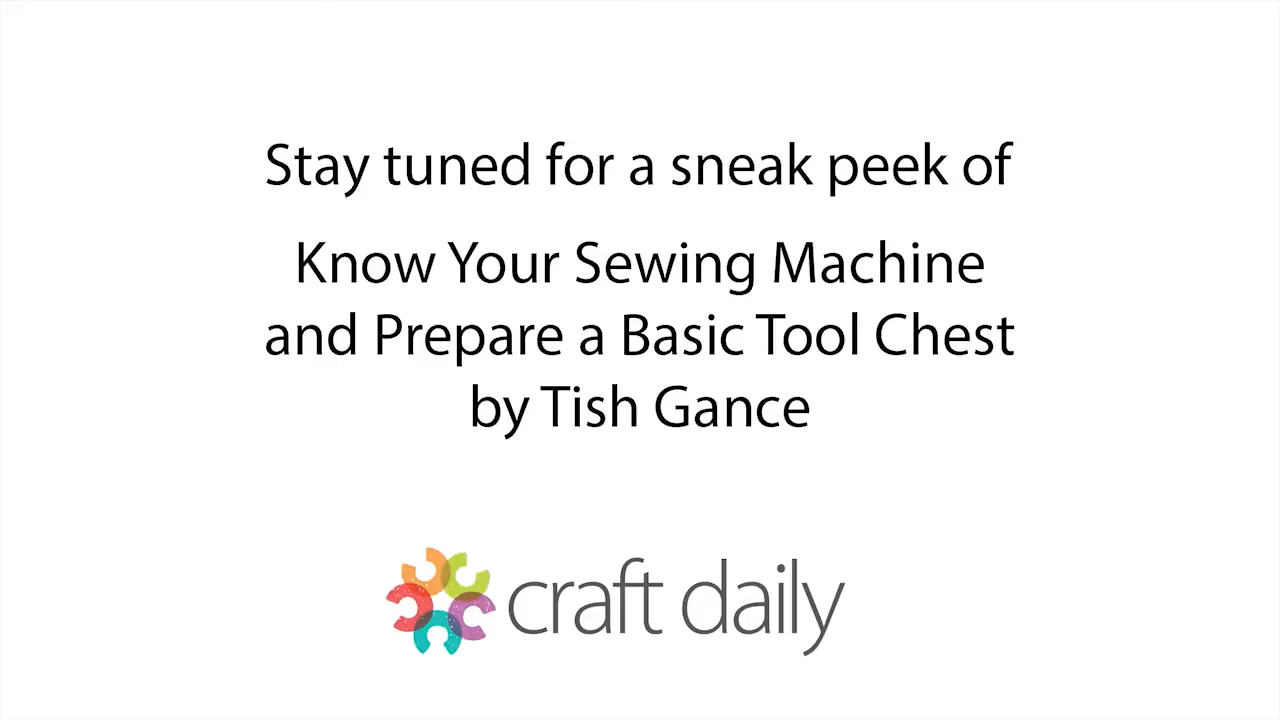 Stay tuned for a sneak peek of
Know Your Sewing Machine
and Prepare a Basic Tool Chest
by Tish Gance
craft daily